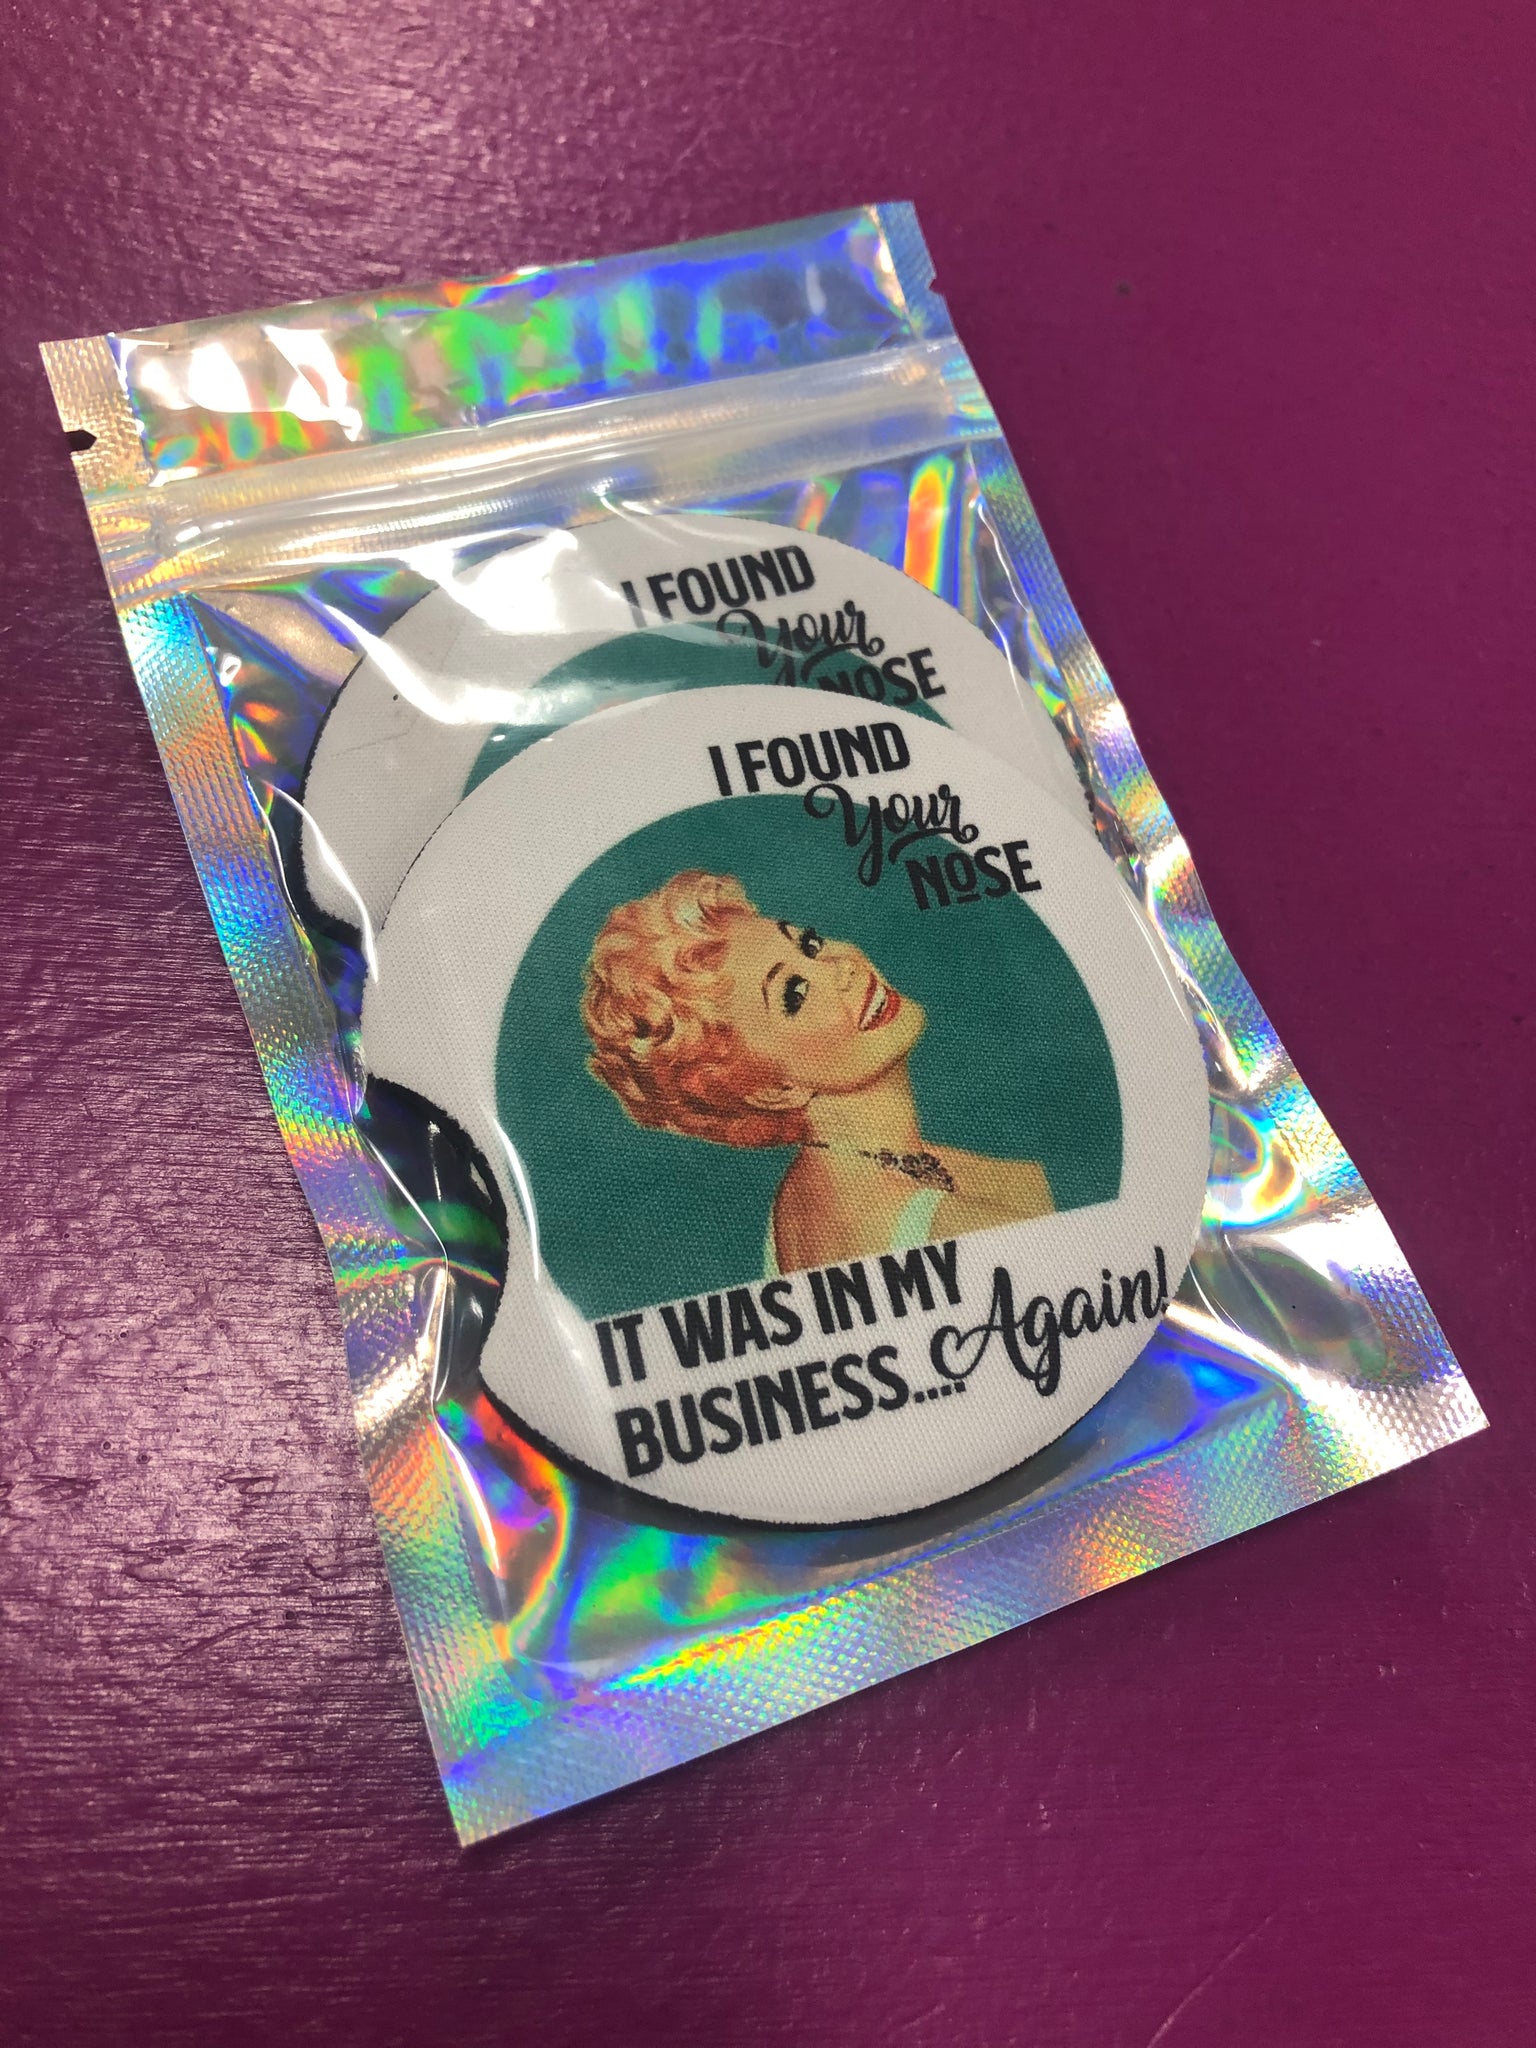 I FOUND
Your
NOSE
I FOUND
Your
NOSE
IT WAS IN MY
BUSINESS.... Again!